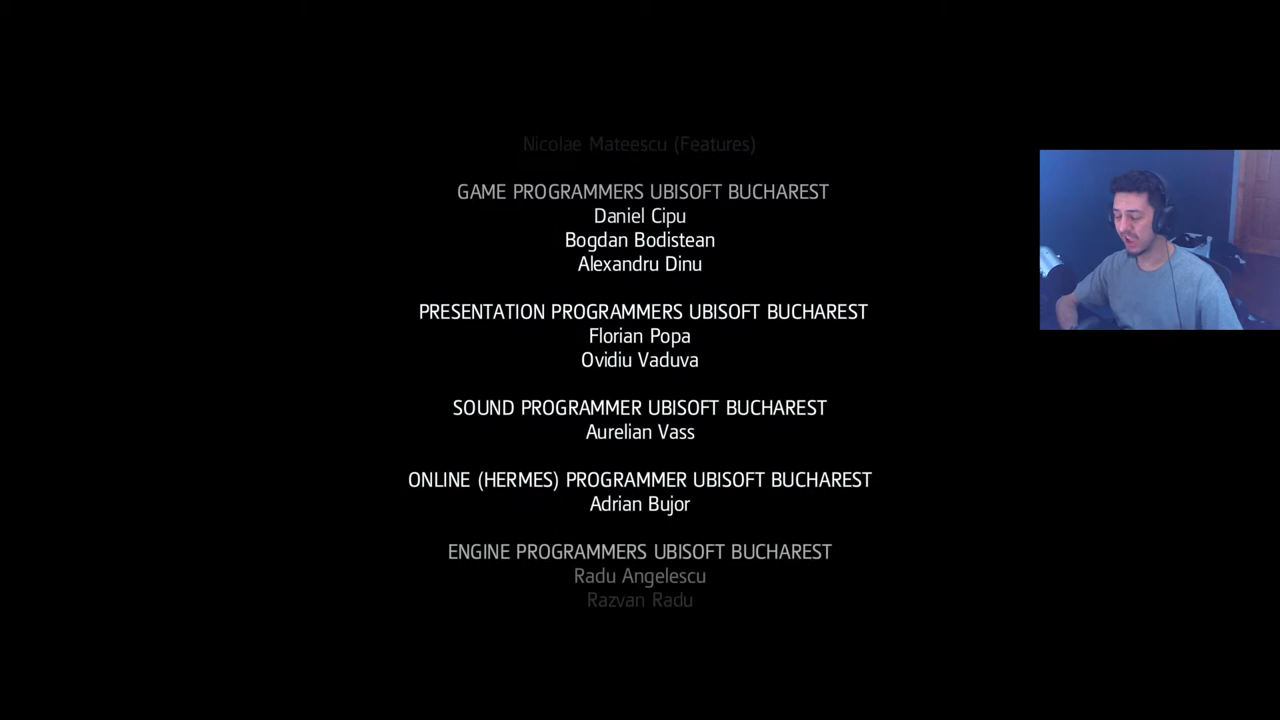 Nicolae Mateescu (Features)
GAME PROGRAMMERS UBISOFT BUCHAREST
Daniel Cipu
Bogdan Bodistean
Alexandru Dinu
PRESENTATION PROGRAMMERS UBISOFT BUCHAREST
Florian Popa
Ovidiu Vaduva
SOUND PROGRAMMER UBISOFT BUCHAREST
Aurelian Vass
ONLINE (HERMES) PROGRAMMER UBISOFT BUCHAREST
Adrian Bujor
ENGINE PROGRAMMERS UBISOFT BUCHAREST
Radu Angelescu
Razvan Radu